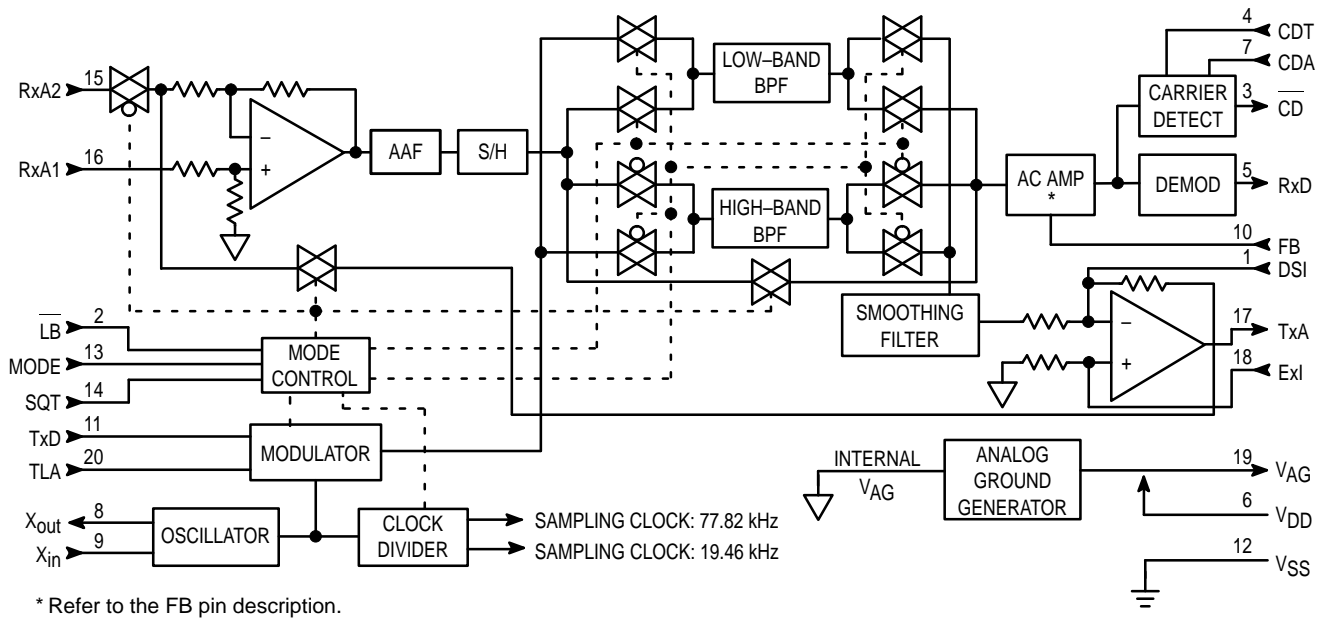 RxA2
15
RxA1
16
–
+
AAF
S/H
LOW–BAND
BPF
HIGH–BAND
BPF
AC AMP
*
CARRIER
DETECT
DEMOD
4
CDT
7
CDA
3
CD
5
RxD
10
FB
1
DSI
SMOOTHING
FILTER
–
+
17
TxA
18
ExI
LB
2
MODE
13
SQT
14
MODE
CONTROL
TxD
11
TLA
20
MODULATOR
Xout
8
Xin
9
OSCILLATOR
CLOCK
DIVIDER
SAMPLING CLOCK: 77.82 kHz
SAMPLING CLOCK: 19.46 kHz
INTERNAL
VAG
ANALOG
GROUND
GENERATOR
19
VAG
6
VDD
12
VSS
* Refer to the FB pin description.